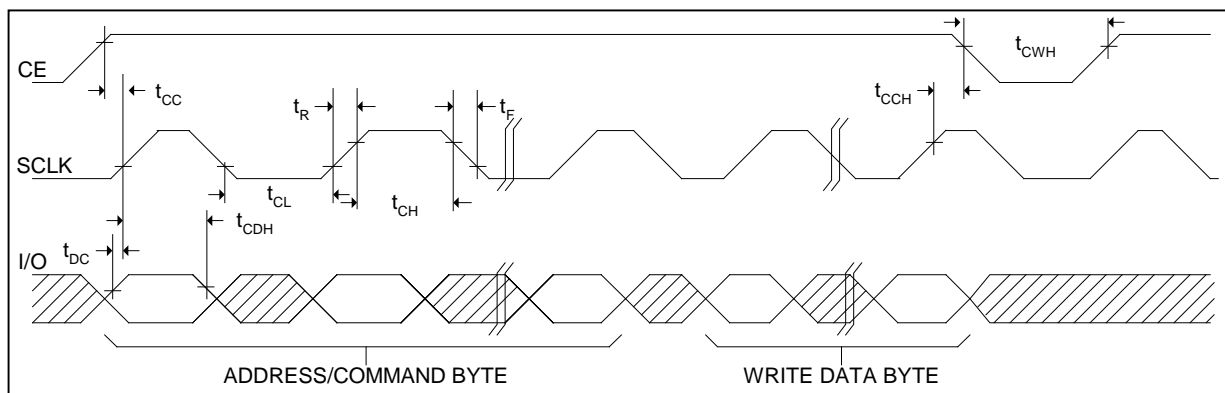 CE
t_CWH
t_CC
t_R
t_F
t_CCH
SCLK
t_CL
t_CH
t_CDH
t_DC
I/O
ADDRESS/COMMAND BYTE
WRITE DATA BYTE